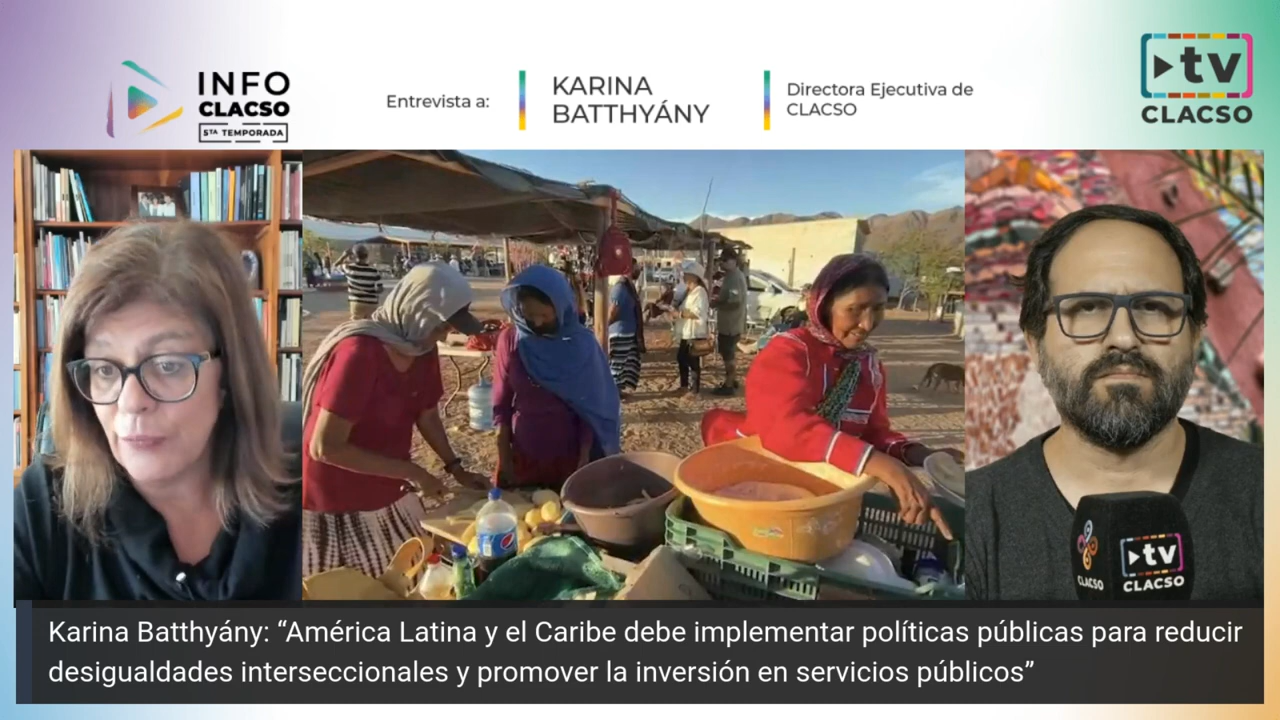 INFO
CLACSO
5TA TEMPORADA
Entrevista a:
KARINA
BATTHYÁNY
Directora Ejecutiva de
CLACSO
tv
CLACSO
CLACSO
tv
CLACSO
Karina Batthyány: “América Latina y el Caribe debe implementar políticas públicas para reducir
desigualdades interseccionales y promover la inversión en servicios públicos”